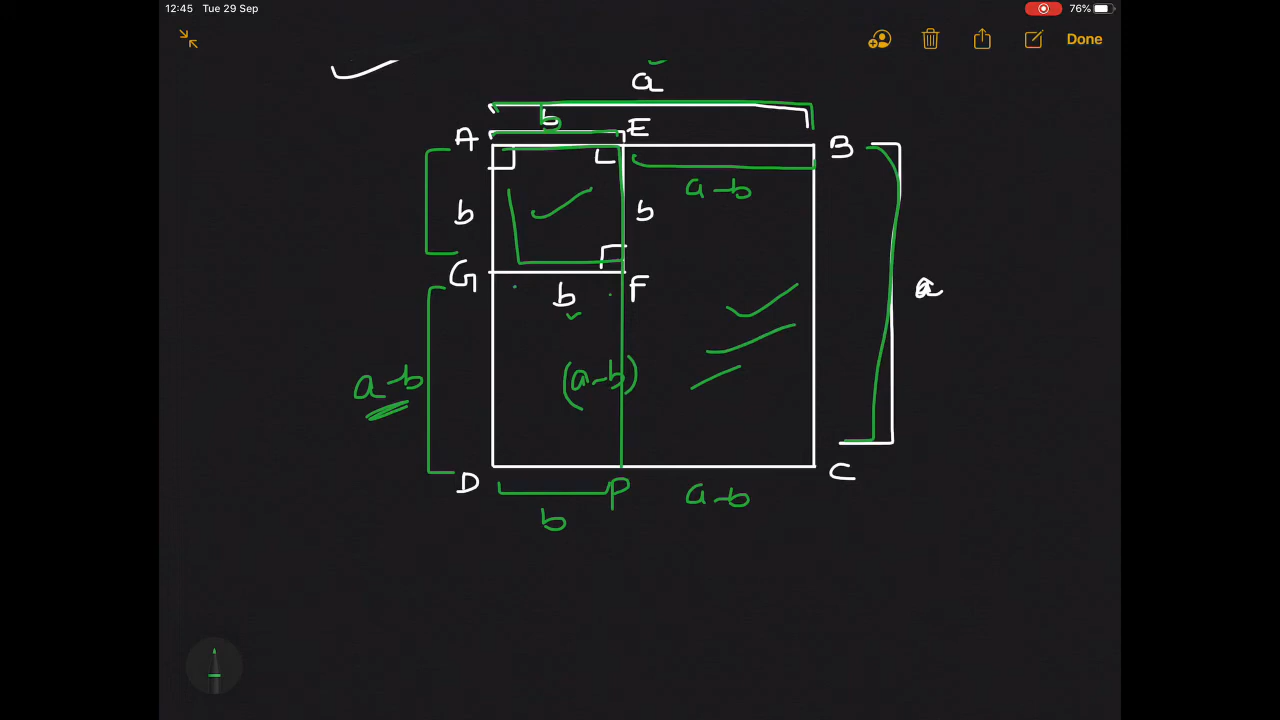 12:45 Tue 29 Sep 76%
Done
a
b
A E B
a-b
b b
a
G F
b
a-b (a-b)
D P C
b a-b